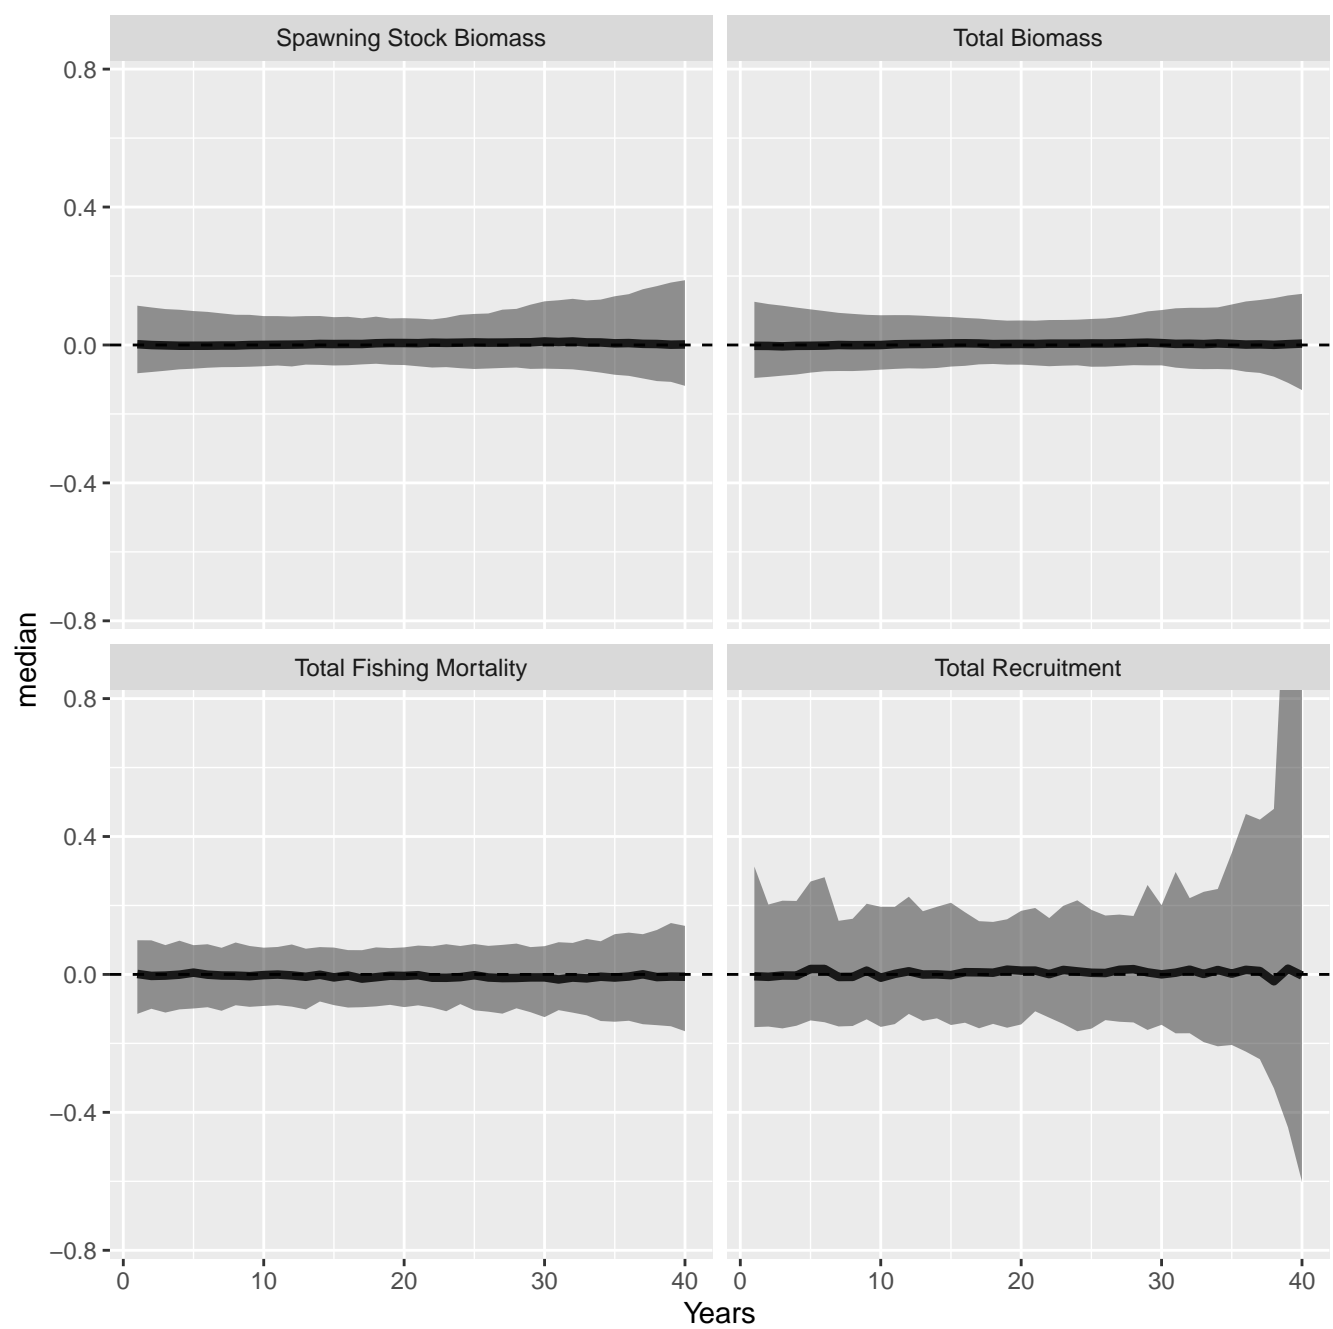 Spawning Stock Biomass
Total Biomass
0.8
0.4
0.0
−0.4
−0.8
median
Total Fishing Mortality
Total Recruitment
0.8
0.4
0.0
−0.4
−0.8
0 10 20 30 40
0 10 20 30 40
Years